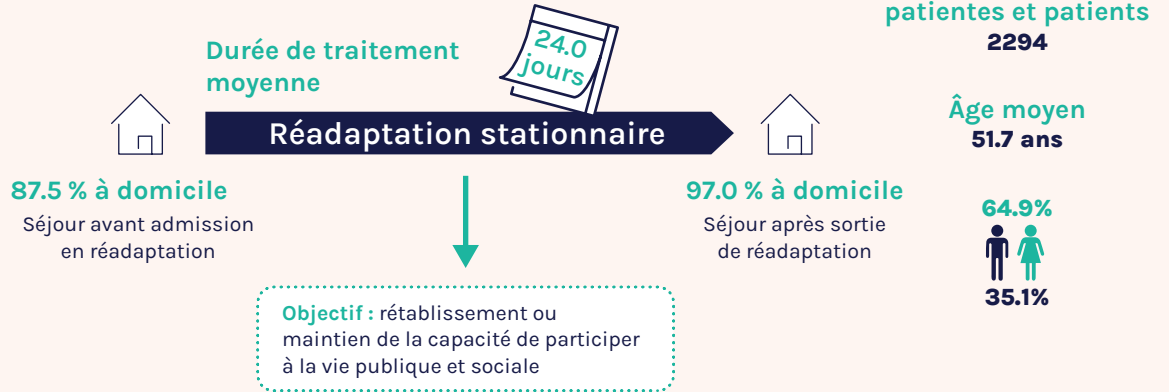 patientes et patients
2294
Durée de traitement
moyenne
24.0
jours
Réadaptation stationnaire
Âge moyen
51.7 ans
87.5 % à domicile
Séjour avant admission
en réadaptation
97.0 % à domicile
Séjour après sortie
de réadaptation
64.9%
35.1%
Objectif : rétablissement ou
maintien de la capacité de participer
à la vie publique et sociale